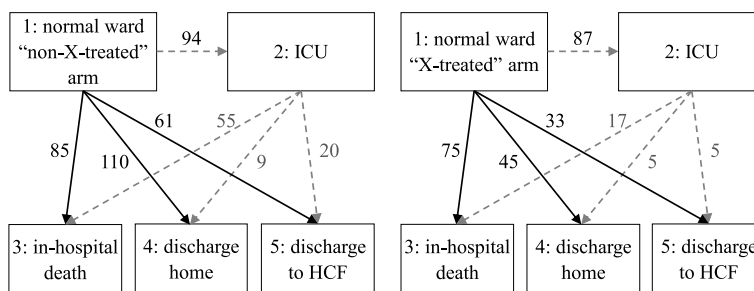 1: normal ward
“non-X-treated”
arm
94
2: ICU
85
110
61
55
9
20
3: in-hospital
death
4: discharge
home
5: discharge
to HCF
1: normal ward
“X-treated” arm
87
2: ICU
75
45
33
17
5
5
3: in-hospital
death
4: discharge
home
5: discharge
to HCF